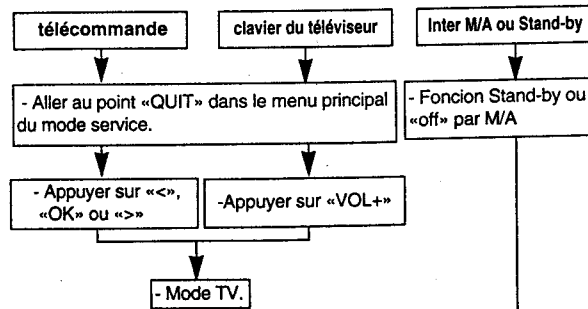 télécommande
clavier du téléviseur
Inter M/A ou Stand-by
- Aller au point «QUIT» dans le menu principal
du mode service.
- Foncion Stand-by ou
«off» par M/A
- Appuyer sur «<»,
«OK» ou «>»
-Appuyer sur «VOL+»
- Mode TV.